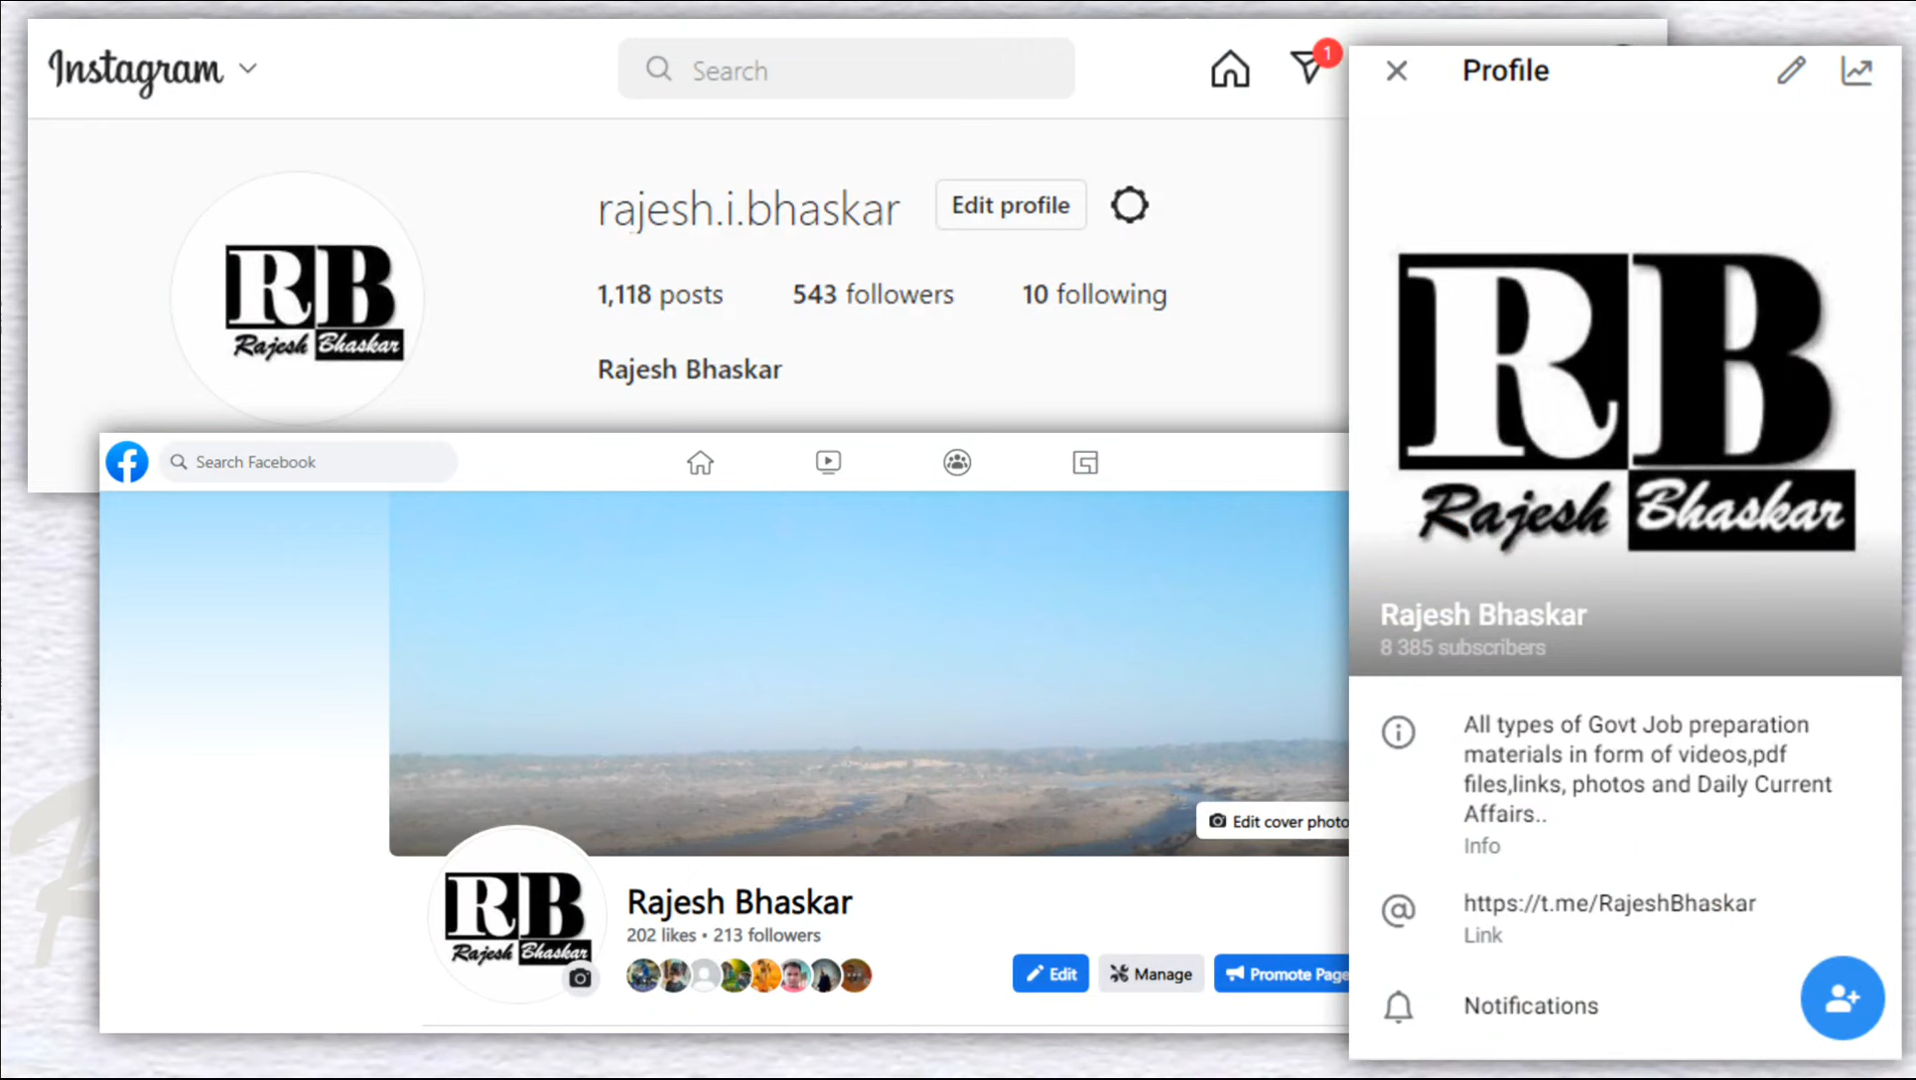 Instagram
Search
1
rajesh.i.bhaskar
Edit profile
RB
Rajesh Bhaskar
1,118 posts
543 followers
10 following
Rajesh Bhaskar
Search Facebook
Edit cover photo
RB
Rajesh Bhaskar
Rajesh Bhaskar
202 likes • 213 followers
Edit
Manage
Promote Page
Profile
RB
Rajesh Bhaskar
Rajesh Bhaskar
8 385 subscribers
All types of Govt Job preparation
materials in form of videos,pdf
files,links, photos and Daily Current
Affairs..
Info
https://t.me/RajeshBhaskar
Link
Notifications